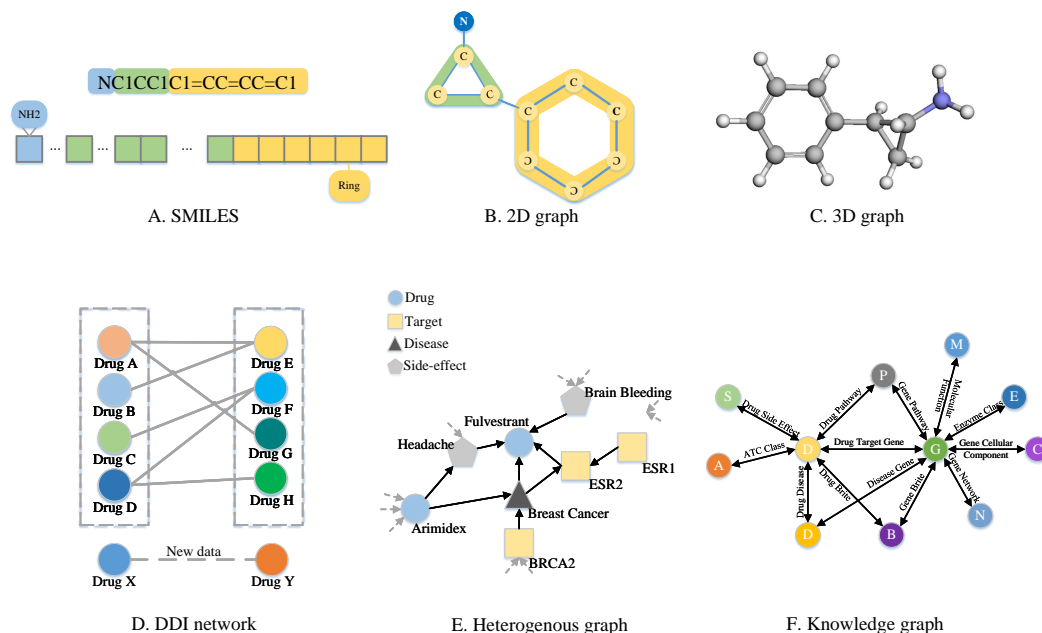 NC1CC1C1=CC=CC=C1
NH2
... ... ...
Ring
A. SMILES
N
C
C C
C
C C
C C
C
B. 2D graph
C. 3D graph
Drug A
Drug B
Drug C
Drug D
Drug E
Drug F
Drug G
Drug H
New data
Drug X
Drug Y
D. DDI network
Drug
Target
Disease
Side-effect
Brain Bleeding
Fulvestrant
Headache
ESR1
ESR2
Arimidex
Breast Cancer
BRCA2
E. Heterogenous graph
M
P
S
E
D
G
A
C
D
B
N
Drug Side Effect
Drug Pathway
Gene Pathway
Molecular
Function
Enzyme Class
ATC Class
Drug Target Gene
Gene Cellular
Component
Drug Disease
Drug Brite
Disease Gene
Gene Brite
Gene Network
F. Knowledge graph